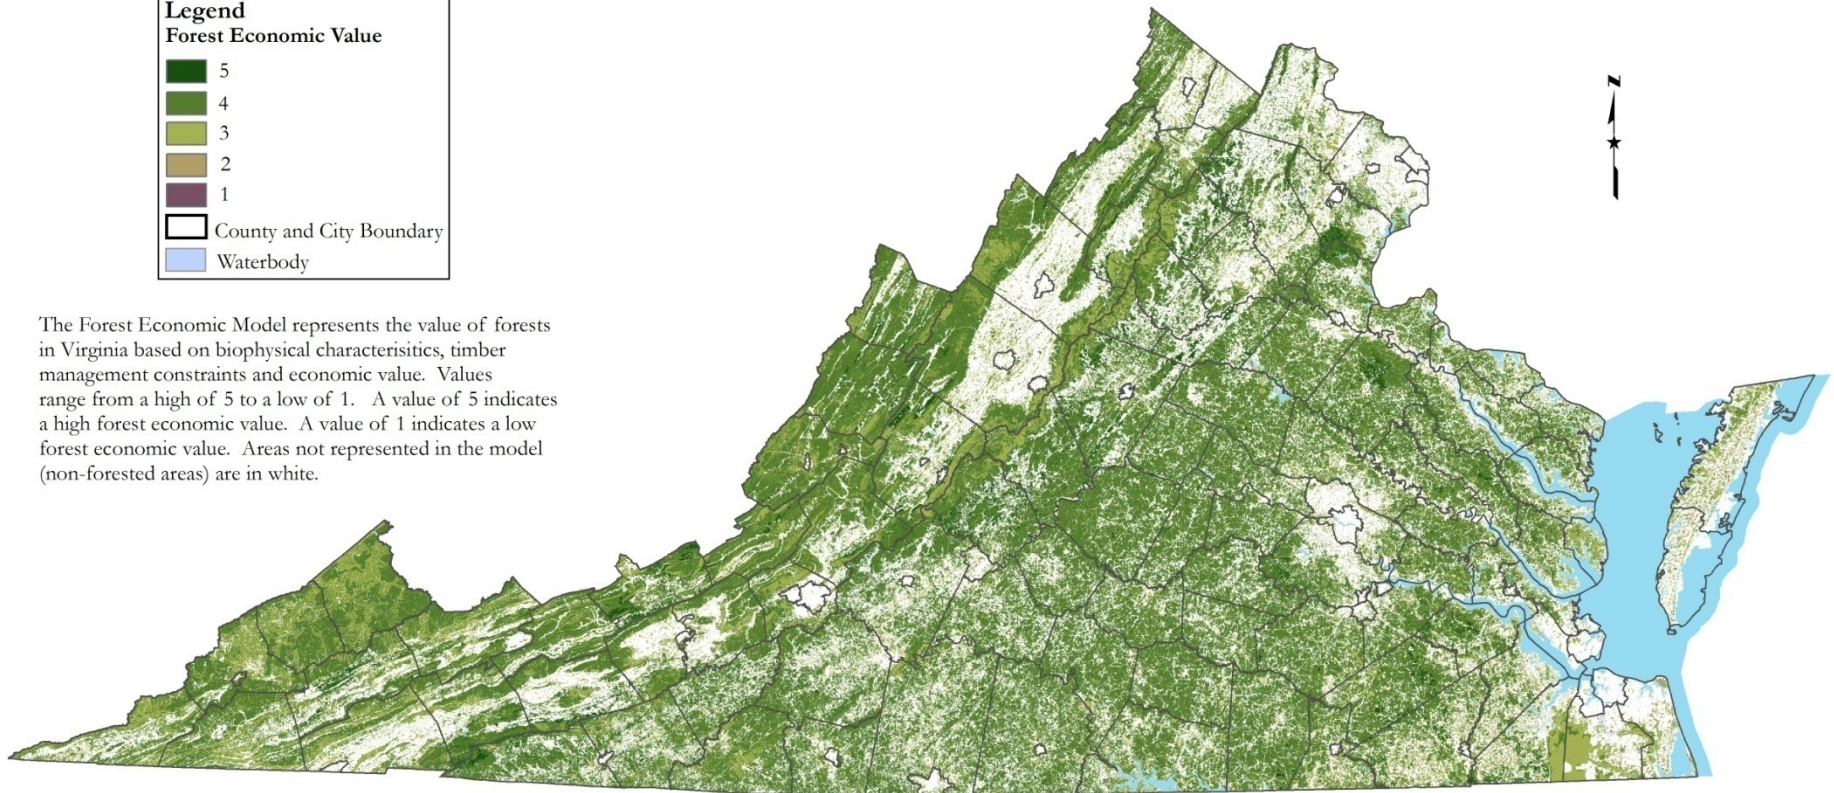 Legend
Forest Economic Value
5
4
3
2
1
County and City Boundary
Waterbody
N
The Forest Economic Model represents the value of forests
in Virginia based on biophysical characterisitics, timber
management constraints and economic value.  Values
range from a high of 5 to a low of 1.   A value of 5 indicates
a high forest economic value.  A value of 1 indicates a low
forest economic value.  Areas not represented in the model
(non-forested areas) are in white.